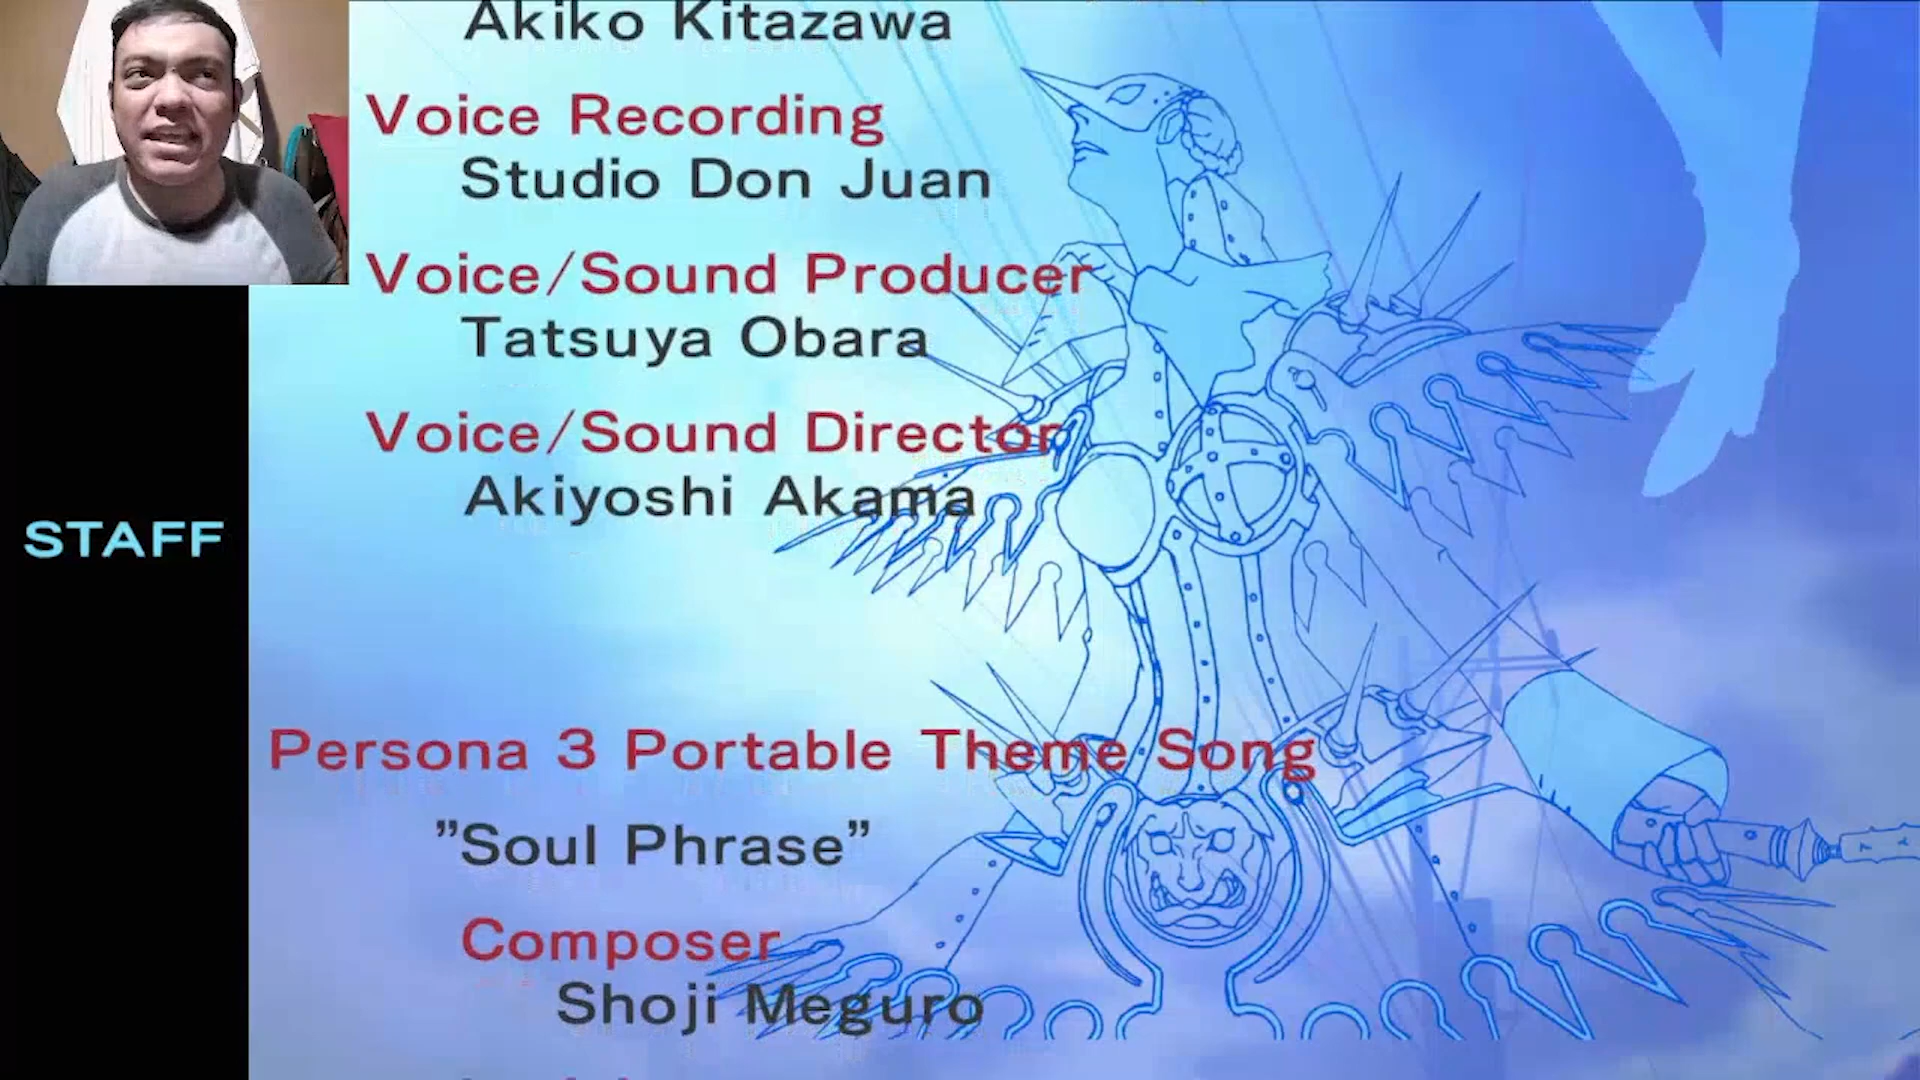 Akiko Kitazawa
Voice Recording
Studio Don Juan
Voice/Sound Producer
Tatsuya Obara
Voice/Sound Director
Akiyoshi Akama
STAFF
Persona 3 Portable Theme Song
”Soul Phrase”
Composer
Shoji Meguro